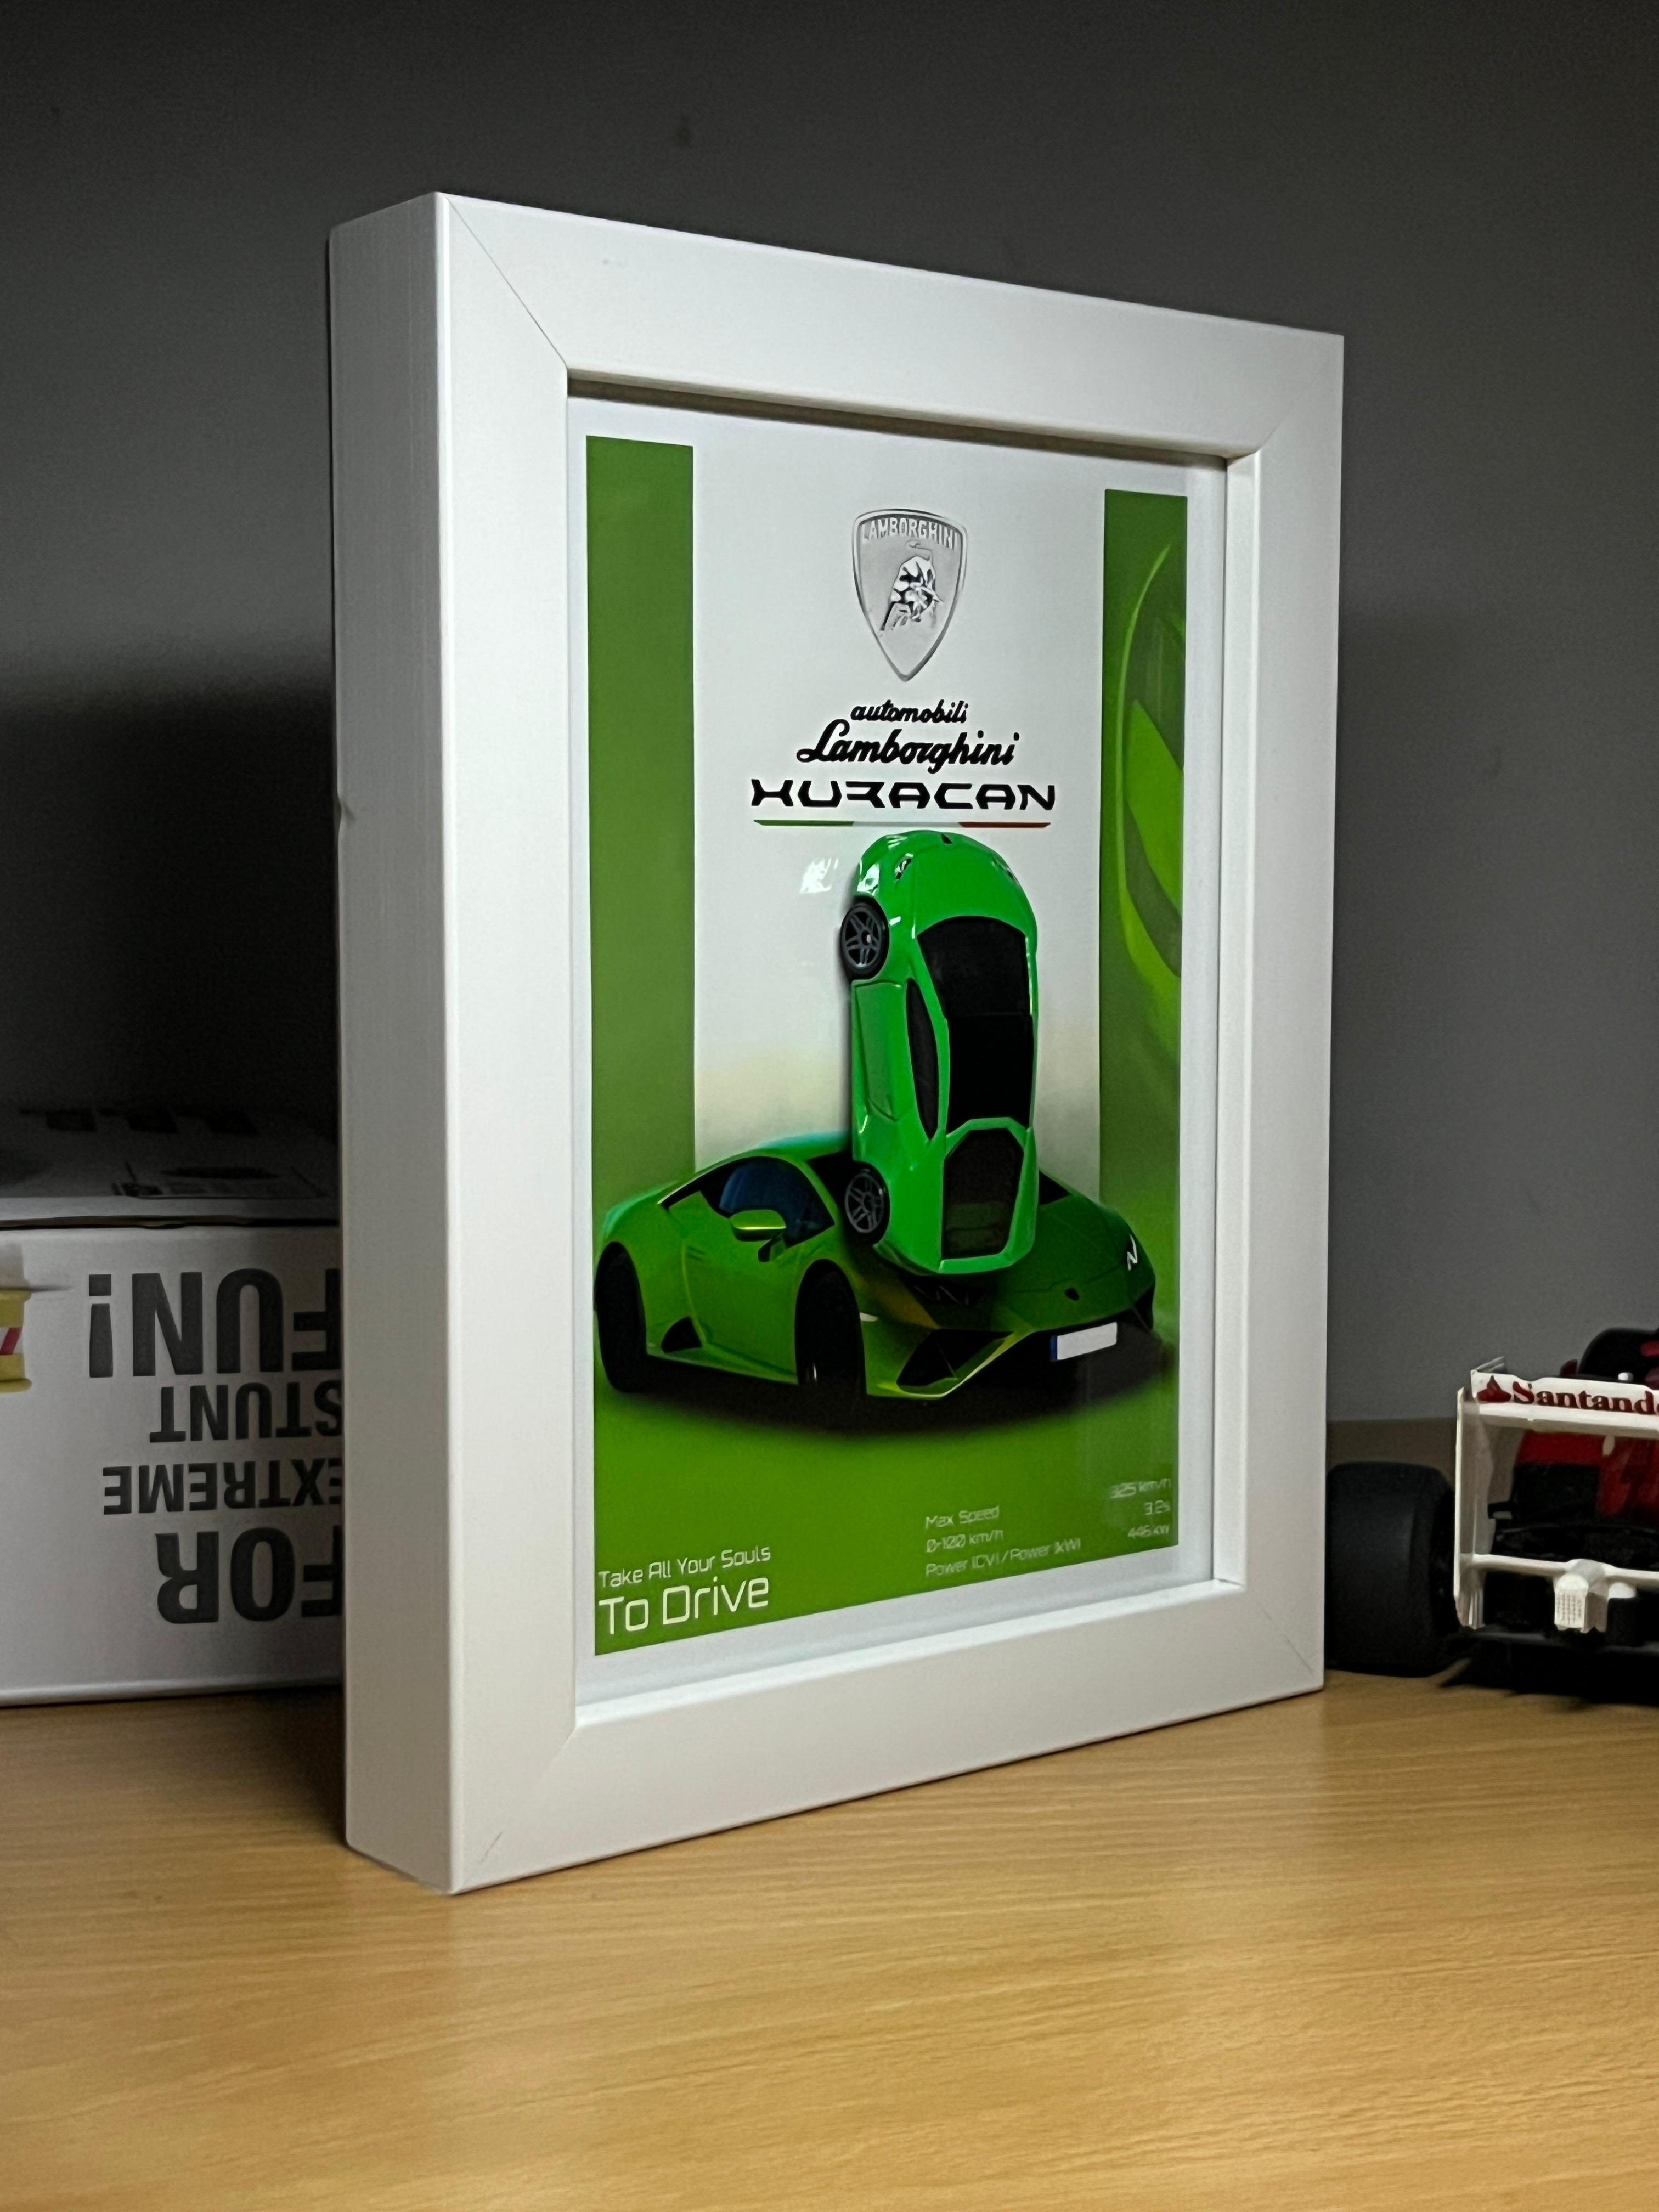 LAMBORGHINI
automobili
Lamborghini
HURACAN
Take All Your Souls
To Drive
Max Speed 325 km/h
0-100 km/h 3.2s
Power (CV) / Power (kW) 446 kW
FOR
EXTREME
STUNT
FUN!
Santand